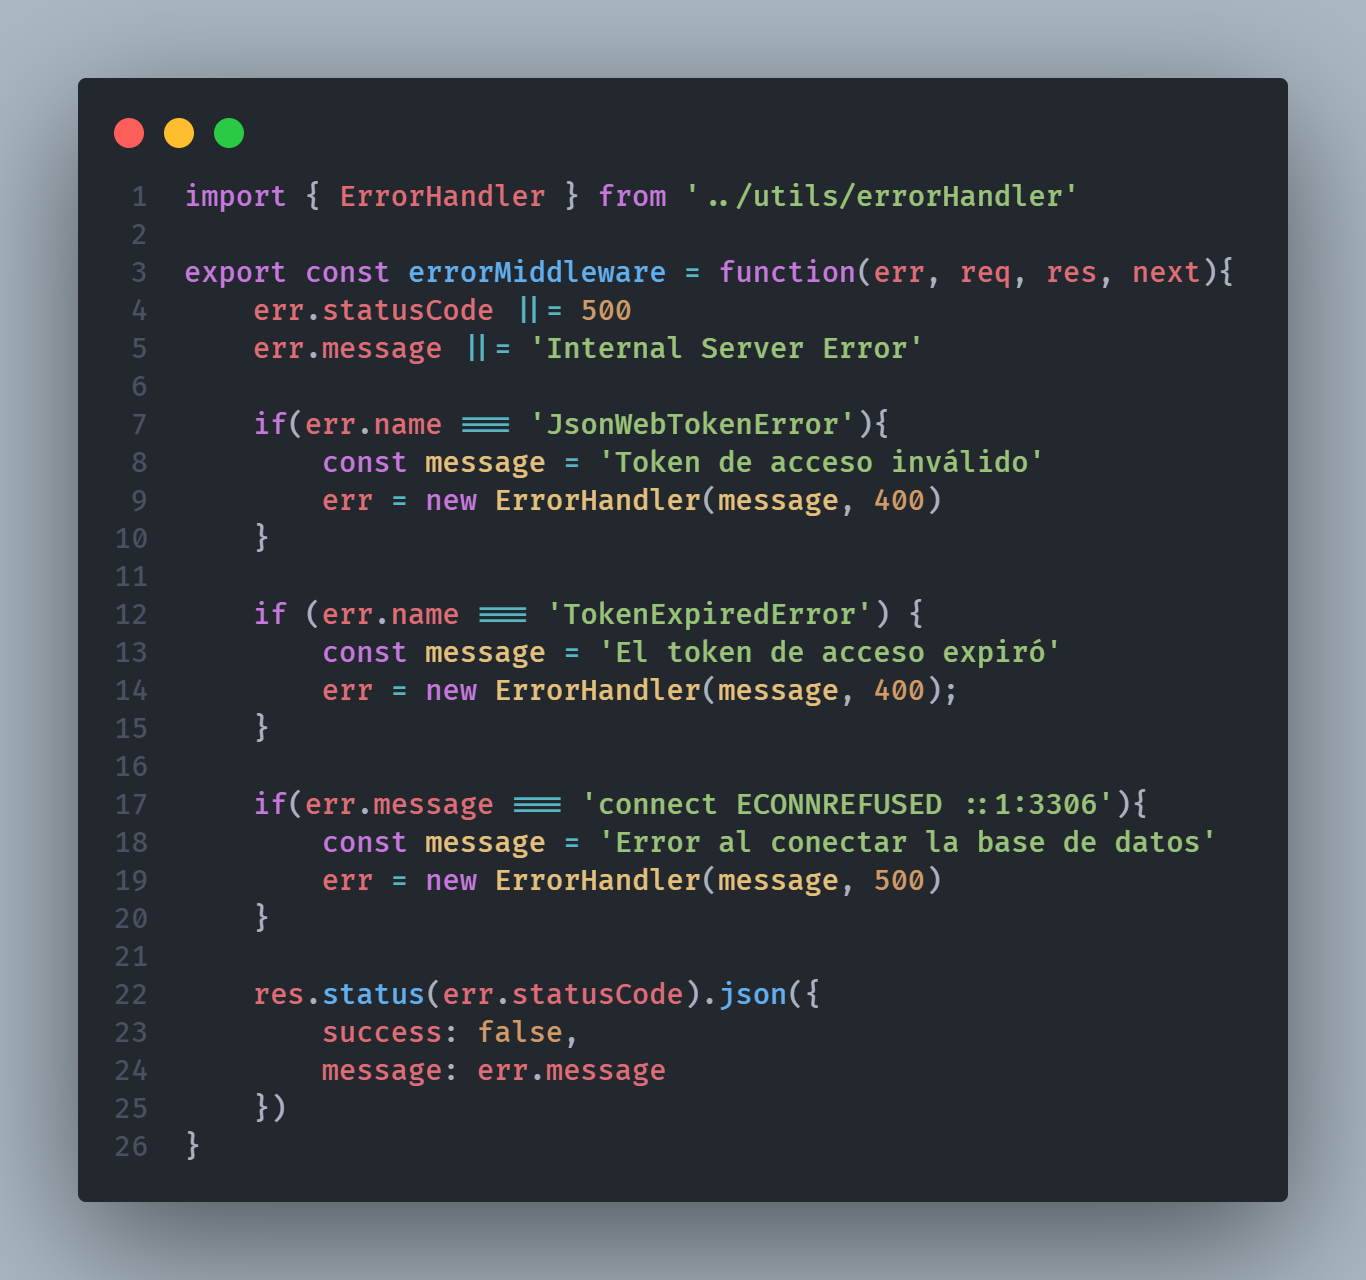 1 import { ErrorHandler } from '../utils/errorHandler'
2
3 export const errorMiddleware = function(err, req, res, next){
4     err.statusCode ||= 500
5     err.message ||= 'Internal Server Error'
6
7     if(err.name === 'JsonWebTokenError'){
8         const message = 'Token de acceso inválido'
9         err = new ErrorHandler(message, 400)
10     }
11
12     if (err.name === 'TokenExpiredError') {
13         const message = 'El token de acceso expiró'
14         err = new ErrorHandler(message, 400);
15     }
16
17     if(err.message === 'connect ECONNREFUSED ::1:3306'){
18         const message = 'Error al conectar la base de datos'
19         err = new ErrorHandler(message, 500)
20     }
21
22     res.status(err.statusCode).json({
23         success: false,
24         message: err.message
25     })
26 }